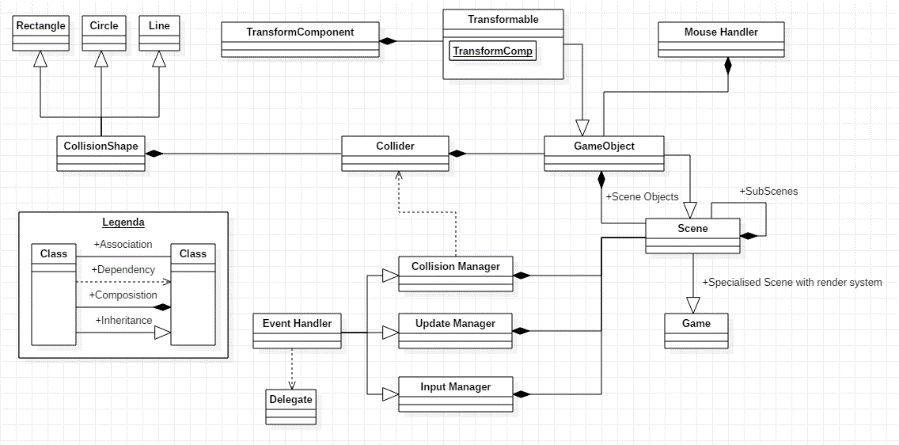 Rectangle
Circle
Line
TransformComponent
Transformable
TransformComp
Mouse Handler
CollisionShape
Collider
GameObject
+Scene Objects
+SubScenes
Scene
Legenda
Class
+Association
Class
+Dependency
+Composistion
+Inheritance
Collision Manager
+Specialised Scene with render system
Event Handler
Update Manager
Game
Input Manager
Delegate